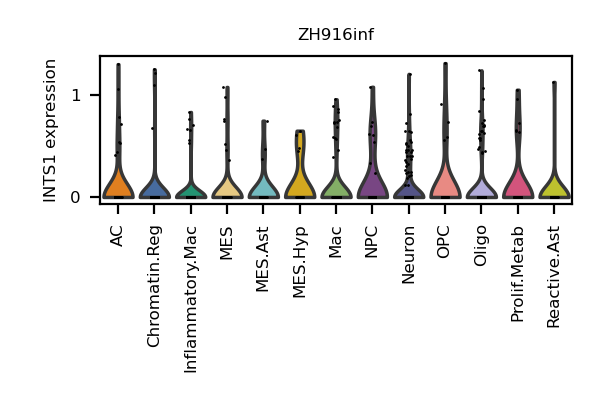 ZH916inf
INTS1 expression
1
0
AC
Chromatin.Reg
Inflammatory.Mac
MES
MES.Ast
MES.Hyp
Mac
NPC
Neuron
OPC
Oligo
Prolif.Metab
Reactive.Ast